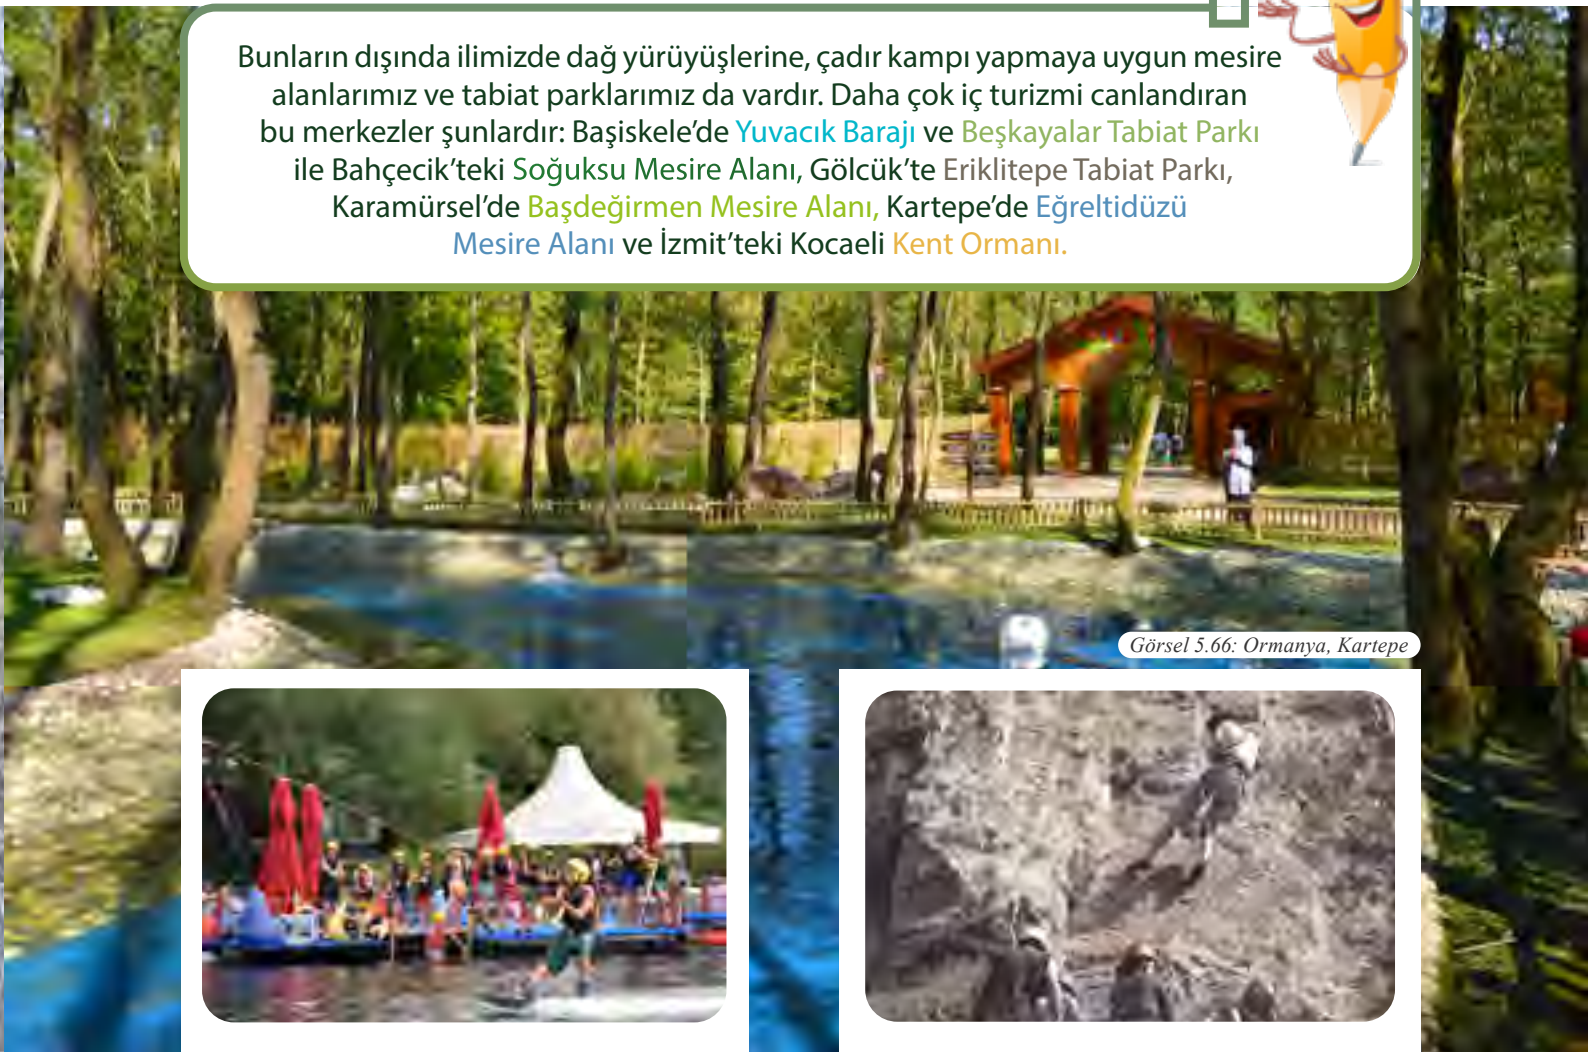 Bunların dışında ilimizde dağ yürüyüşlerine, çadır kampı yapmaya uygun mesire
alanlarımız ve tabiat parklarımız da vardır. Daha çok iç turizmi canlandıran
bu merkezler şunlardır: Başiskele’de Yuvacık Barajı ve Beşkayalar Tabiat Parkı
ile Bahçecik’teki Soğuksu Mesire Alanı, Gölcük’te Eriklitepe Tabiat Parkı,
Karamürsel’de Başdeğirmen Mesire Alanı, Kartepe’de Eğreltidüzü
Mesire Alanı ve İzmit’teki Kocaeli Kent Ormanı.
Görsel 5.66: Ormanya, Kartepe